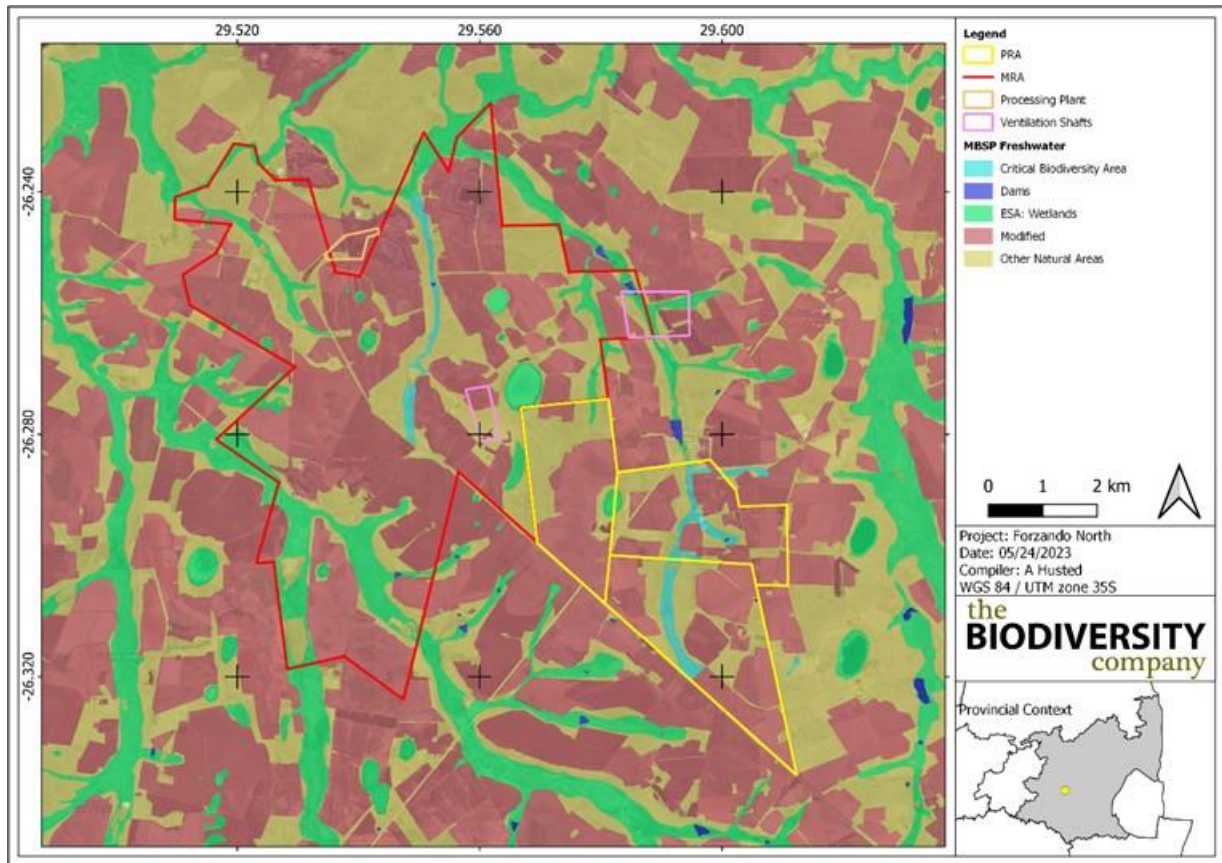 29.520 29.560 29.600
-26.240
-26.280
-26.320
Legend
PRA
MRA
Processing Plant
Ventilation Shafts
MBSP Freshwater
Critical Biodiversity Area
Dams
ESA: Wetlands
Modified
Other Natural Areas
0 1 2 km
Project: Forzando North
Date: 05/24/2023
Compiler: A Husted
WGS 84 / UTM zone 35S
the
BIODIVERSITY
company
Provincial Context